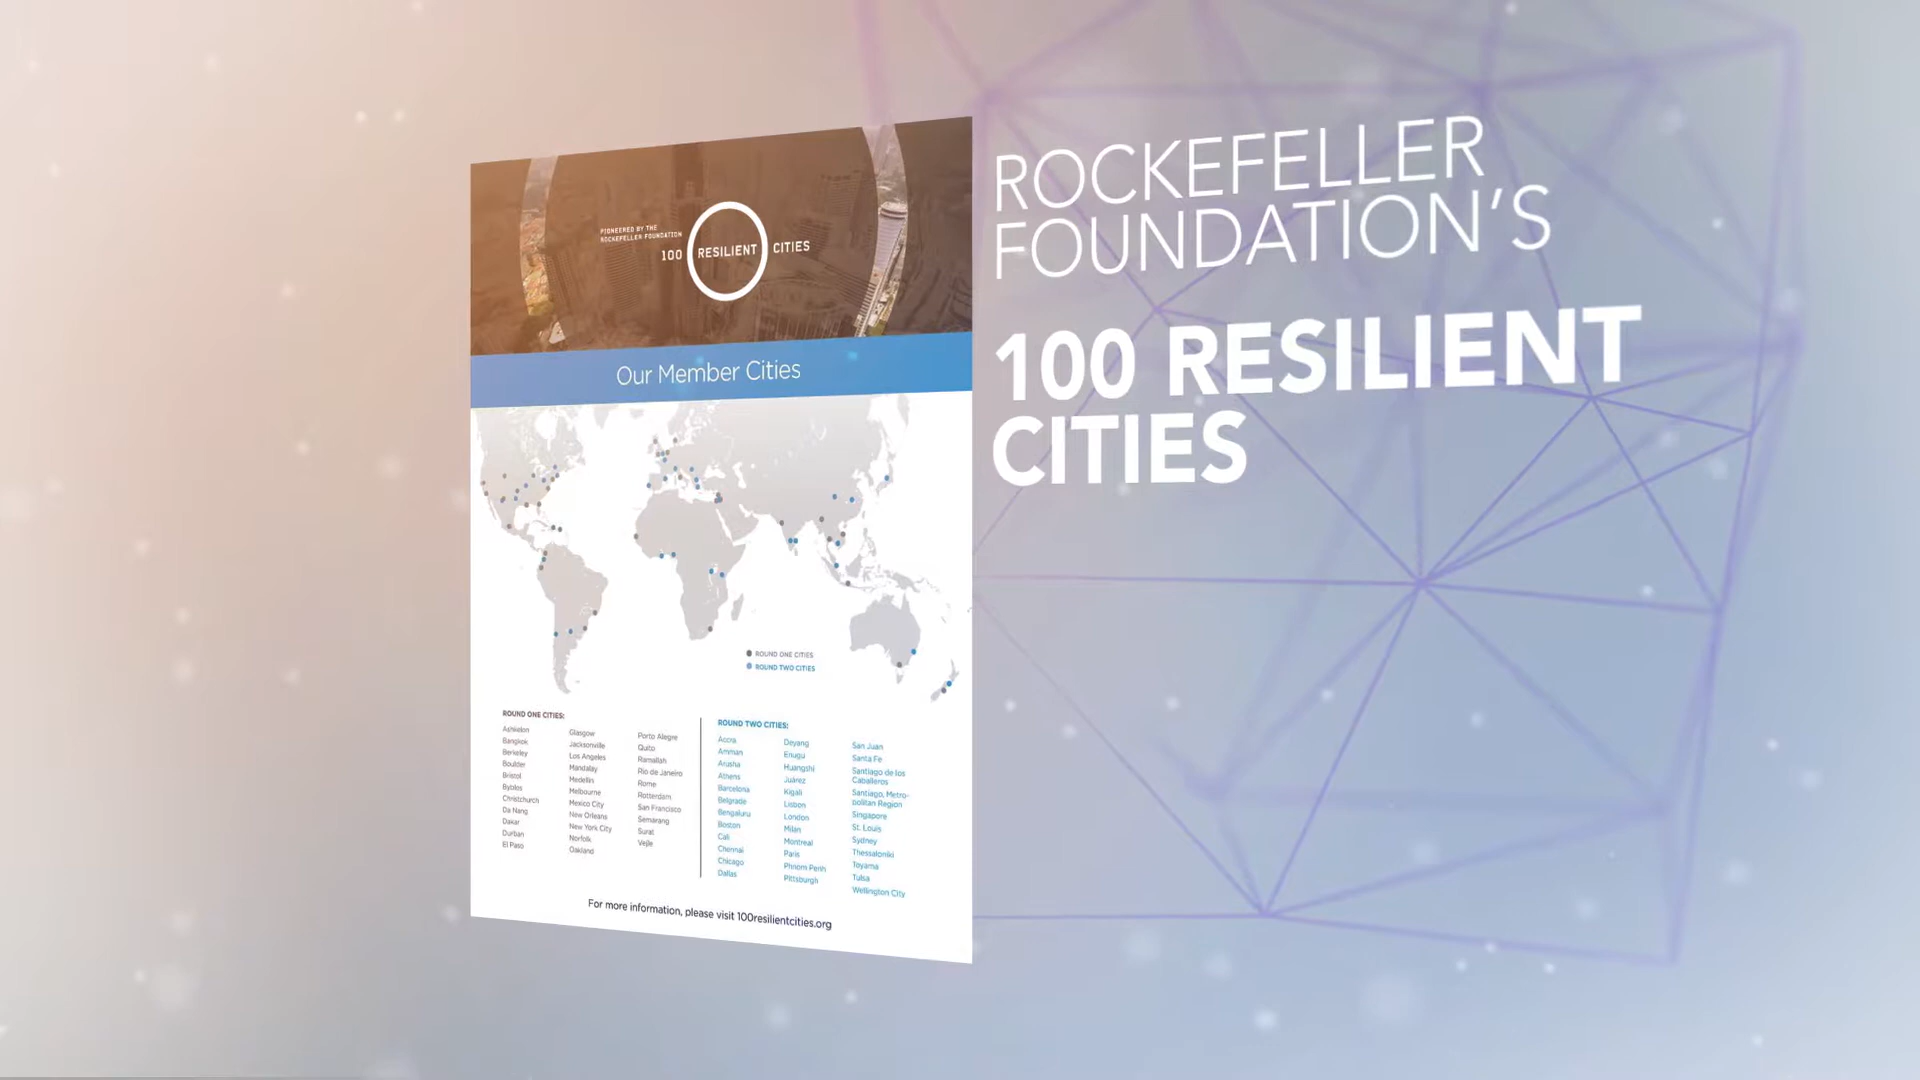 PIONEERED BY THE
ROCKEFELLER FOUNDATION
100 RESILIENT CITIES
Our Member Cities
ROUND ONE CITIES
ROUND TWO CITIES
ROUND ONE CITIES:
Ashkelon
Bangkok
Berkeley
Boulder
Bristol
Byblos
Christchurch
Da Nang
Dakar
Durban
El Paso
Glasgow
Jacksonville
Los Angeles
Mandalay
Medellin
Melbourne
Mexico City
New Orleans
New York City
Norfolk
Oakland
Porto Alegre
Quito
Ramallah
Rio de Janeiro
Rome
Rotterdam
San Francisco
Semarang
Surat
Vejle
ROUND TWO CITIES:
Accra
Amman
Arusha
Athens
Barcelona
Belgrade
Bengaluru
Boston
Cali
Chennai
Chicago
Dallas
Deyang
Enugu
Huangshi
Juárez
Kigali
Lisbon
London
Milan
Montreal
Paris
Phnom Penh
Pittsburgh
San Juan
Santa Fe
Santiago de los
Caballeros
Santiago, Metro-
politan Region
Singapore
St. Louis
Sydney
Thessaloniki
Toyama
Tulsa
Wellington City
For more information, please visit 100resilientcities.org
ROCKEFELLER
FOUNDATION'S
100 RESILIENT
CITIES